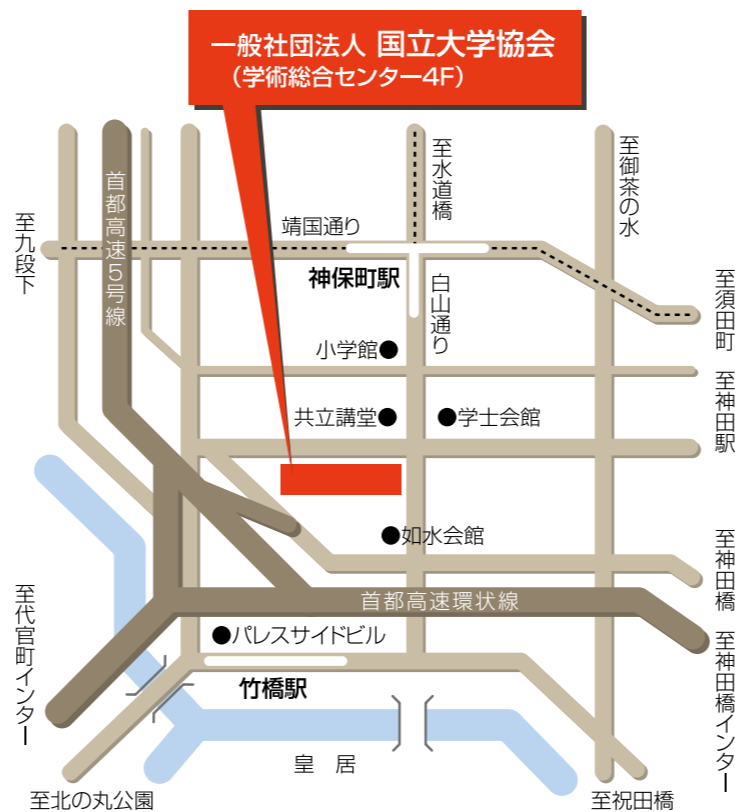 一般社団法人 国立大学協会
(学術総合センター4F)
至水道橋
至御茶の水
首都高速5号線
至九段下
靖国通り
神保町駅
白山通り
至須田町
小学館
至神田駅
共立講堂
学士会館
如水会館
至神田橋
首都高速環状線
至代官町インター
パレスサイドビル
至神田橋インター
竹橋駅
皇 居
至北の丸公園
至祝田橋